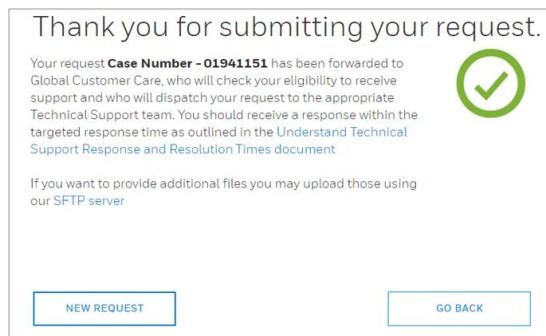 Thank you for submitting your request.
Your request Case Number - 01941151 has been forwarded to
Global Customer Care, who will check your eligibility to receive
support and who will dispatch your request to the appropriate
Technical Support team. You should receive a response within the
targeted response time as outlined in the Understand Technical
Support Response and Resolution Times document
If you want to provide additional files you may upload those using
our SFTP server
NEW REQUEST
GO BACK